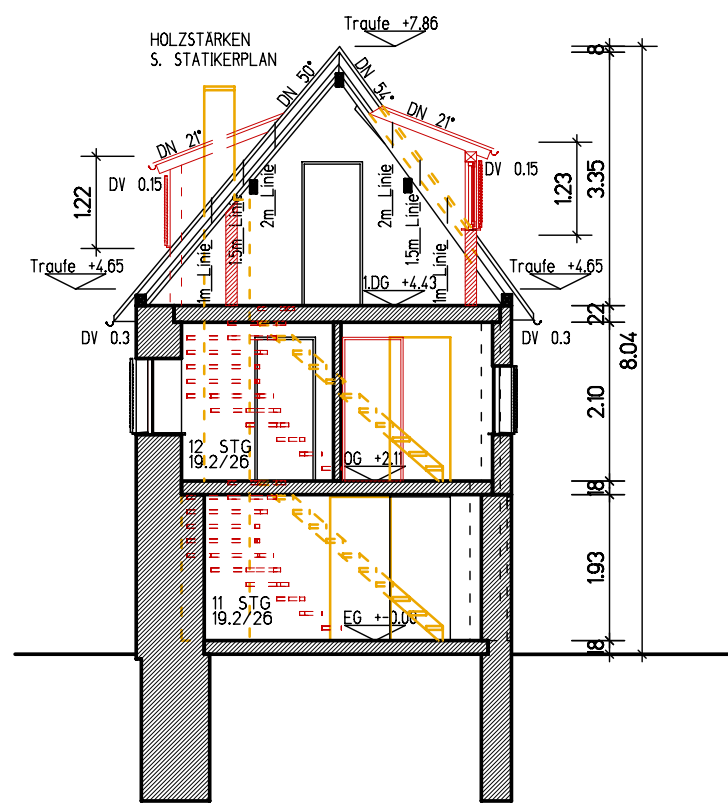 Traufe +7.86
HOLZSTÄRKEN
S. STATIKERPLAN
8
DN 50°
DN 54°
DN 21°
DN 21°
DV 0.15
DV 0.15
1.22
1.23
3.35
2m Linie
2m Linie
1.5m Linie
1.5m Linie
1m Linie
1m Linie
Traufe +4.65
Traufe +4.65
1.DG +4.43
22
DV 0.3
DV 0.3
8.04
2.10
12 STG
19.2/26
OG +2.11
18
1.93
11 STG
19.2/26
EG +-0.00
18